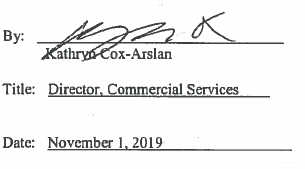 By:
Kathryn Cox-Arslan
Title: Director, Commercial Services
Date: November 1, 2019